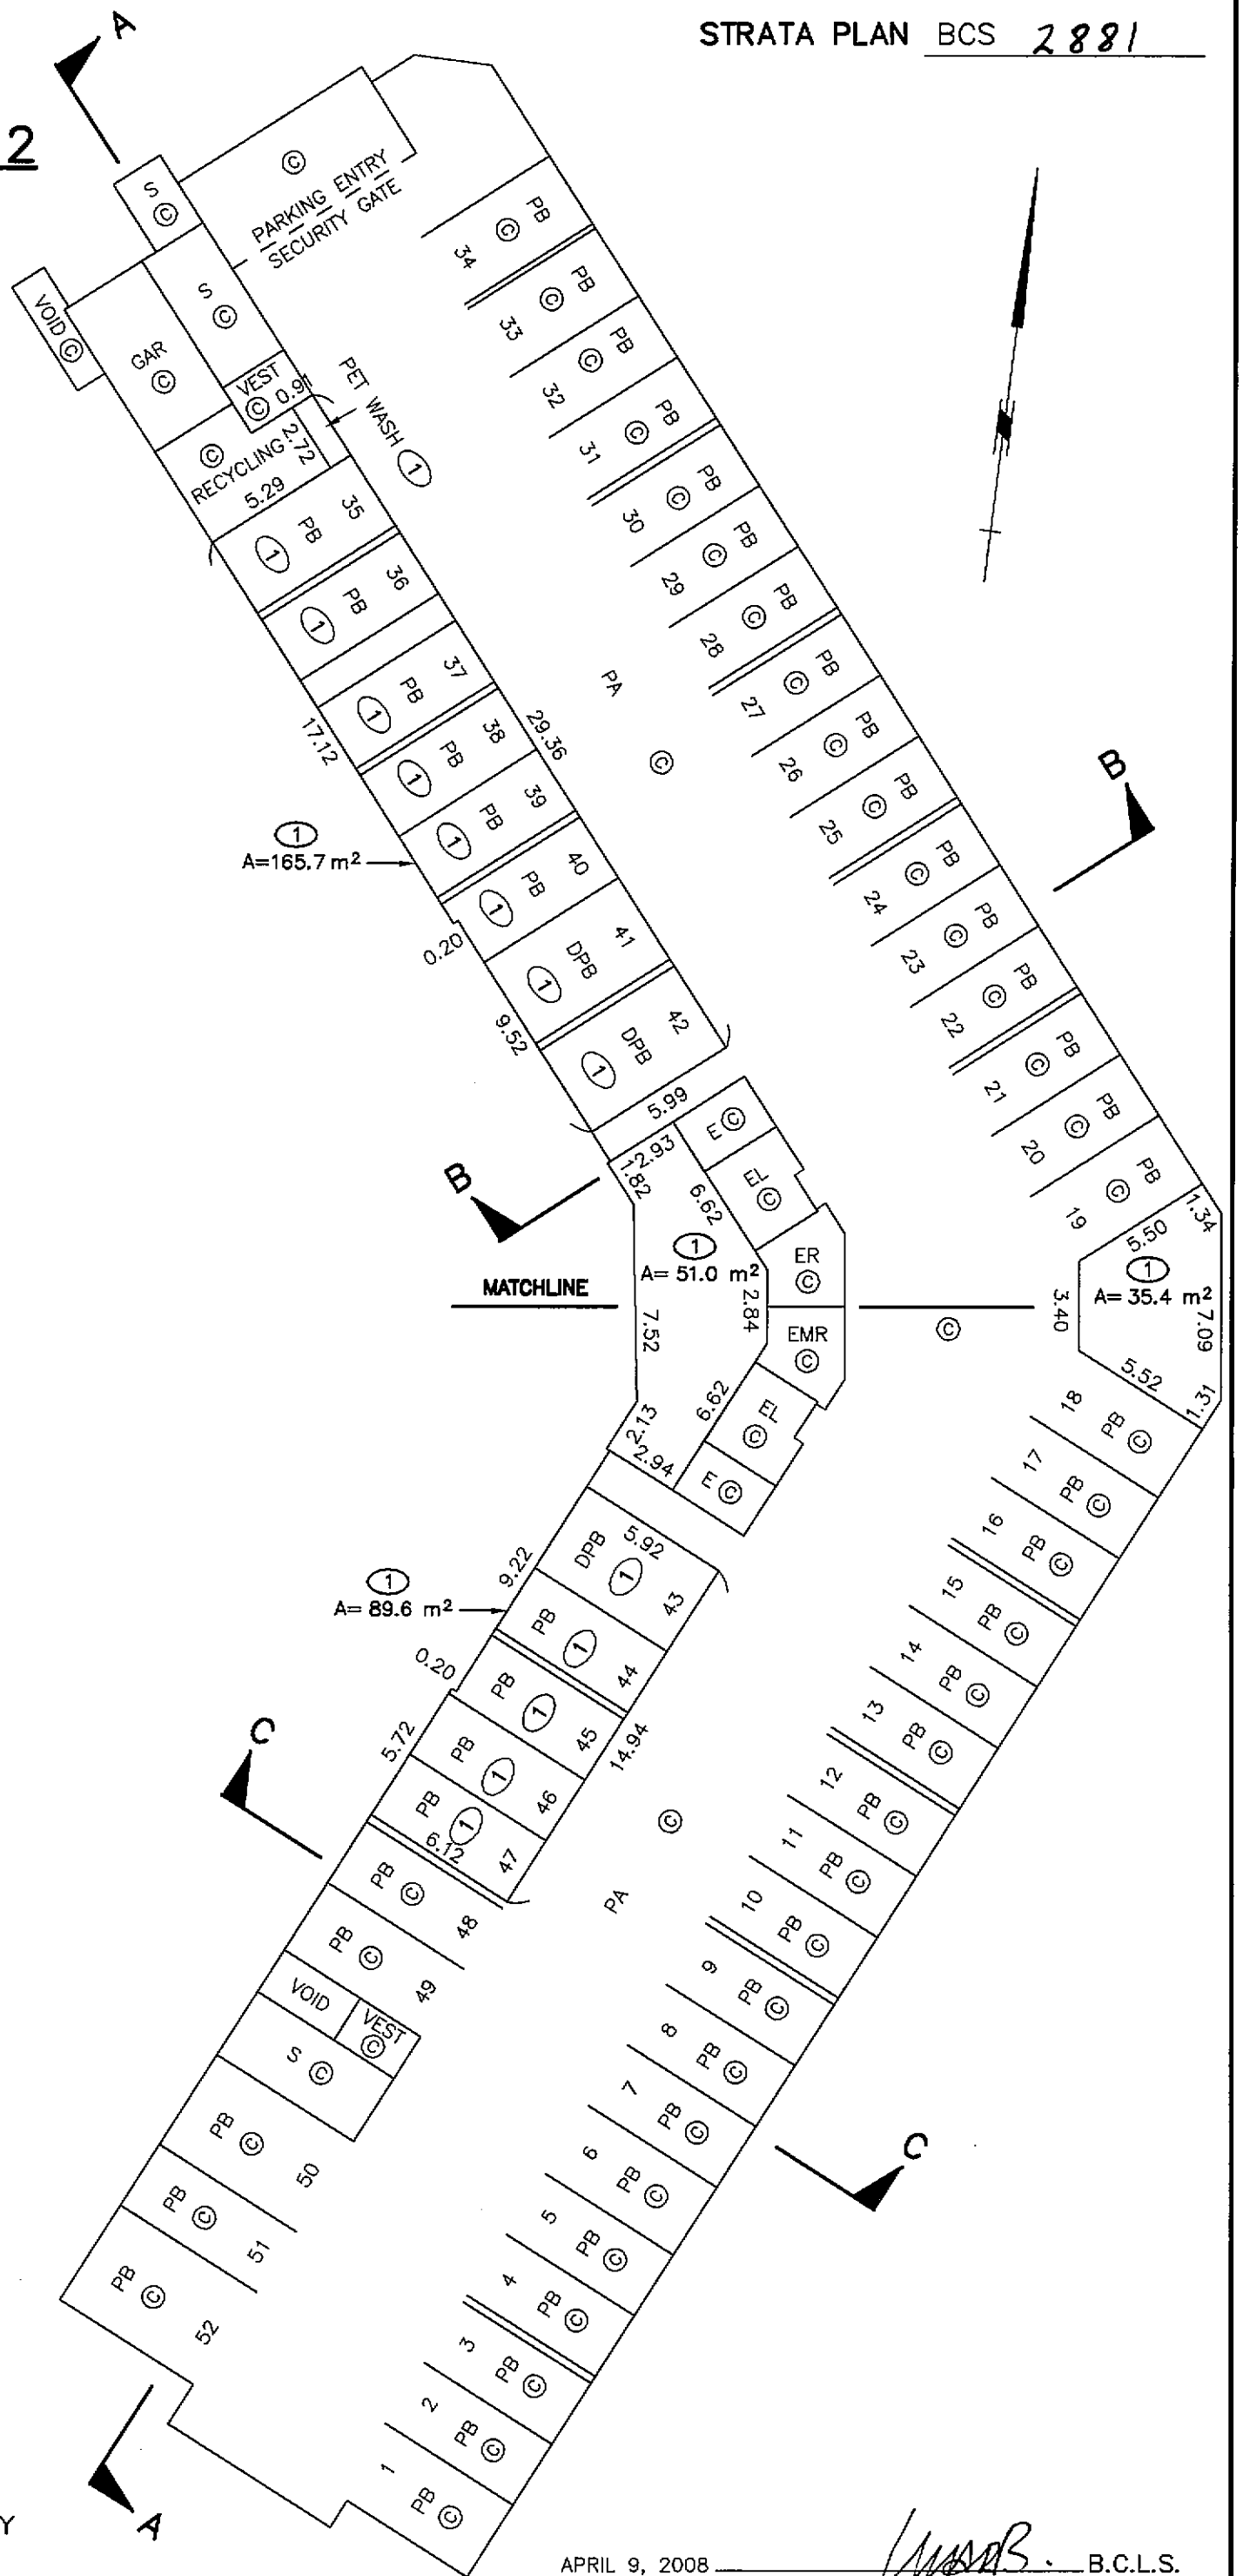 STRATA PLAN BCS 2881
A
2
S ©
PARKING ENTRY
SECURITY GATE
©
VOID ©
GAR
©
S ©
VEST
© 0.91
PET WASH 1
RECYCLING
©
2.72
5.29
34 © PB
33 © PB
32 © PB
31 © PB
30 © PB
29 © PB
28 © PB
27 © PB
26 © PB
25 © PB
24 © PB
23 © PB
22 © PB
21 © PB
20 © PB
19 © PB
1 PB 35
1 PB 36
1 PB 37
1 PB 38
1 PB 39
1 PB 40
1 DPB 41
1 DPB 42
17.12
29.36
PA
©
1
A=165.7 m²
0.20
9.52
5.99
B
B
2.93
1.82
6.62
E ©
EL ©
1
A= 51.0 m²
ER
©
MATCHLINE
7.52
2.84
EMR
©
©
1.34
5.50
1
A= 35.4 m²
3.40
7.09
5.52
1.31
6.62
2.13
2.94
EL
©
E ©
9.22
5.92
1
A= 89.6 m²
DPB 1 43
PB 1 44
PB 1 45
PB 1 46
PB 1 47
0.20
5.72
14.94
6.12
C
©
PA
PB © 48
PB © 49
VOID
VEST
©
S ©
PB © 50
PB © 51
PB © 52
18 PB ©
17 PB ©
16 PB ©
15 PB ©
14 PB ©
13 PB ©
12 PB ©
11 PB ©
10 PB ©
9 PB ©
8 PB ©
7 PB ©
6 PB ©
5 PB ©
4 PB ©
3 PB ©
2 PB ©
1 PB ©
C
A
Y
APRIL 9, 2008 B.C.L.S.